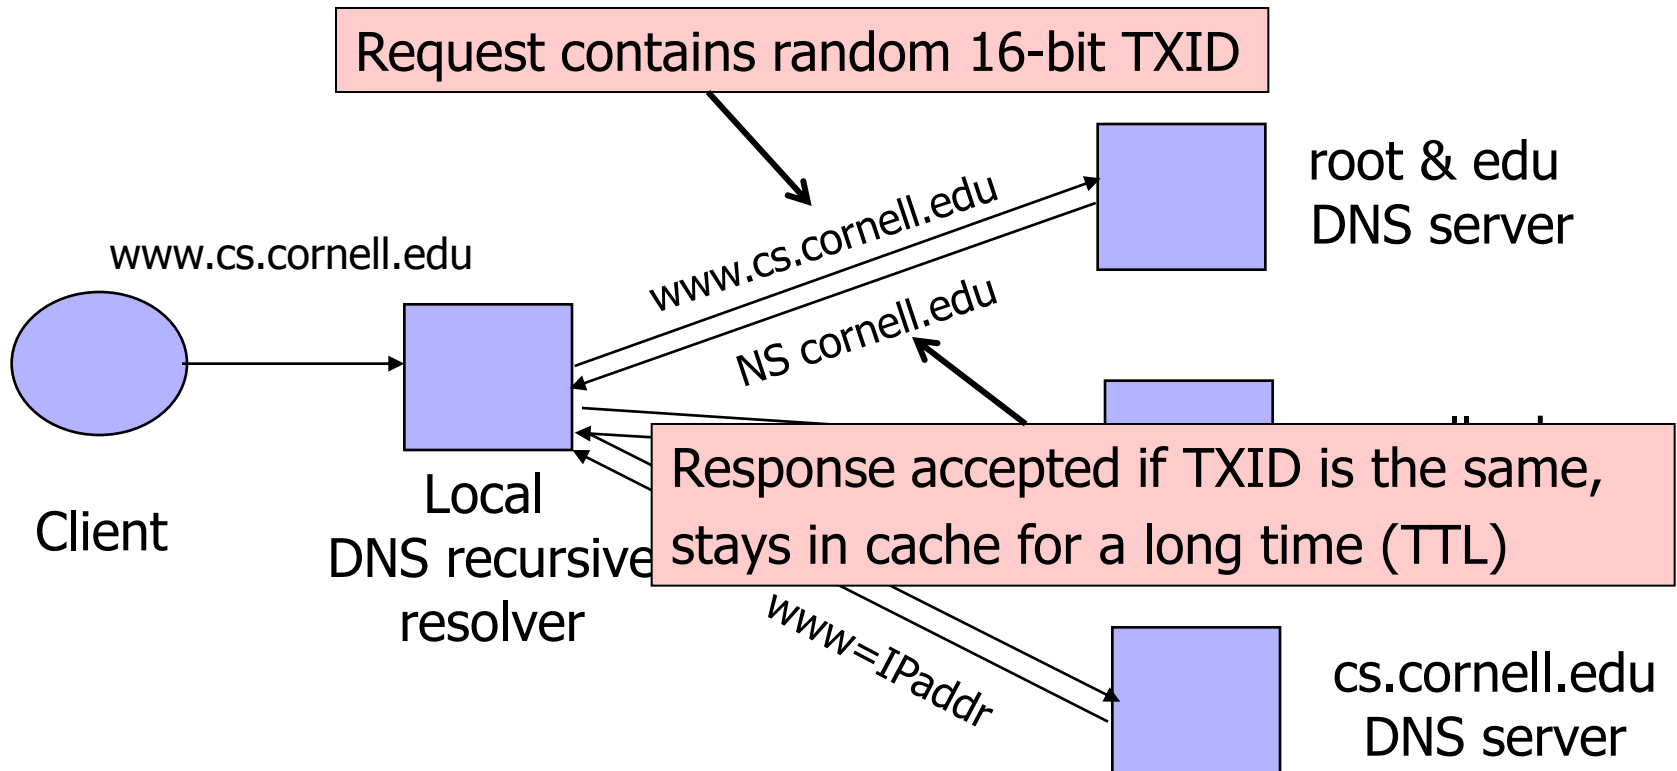 Request contains random 16-bit TXID
root & edu
DNS server
www.cs.cornell.edu
www.cs.cornell.edu
NS cornell.edu
Response accepted if TXID is the same,
stays in cache for a long time (TTL)
Client
Local
DNS recursive
resolver
www=IPaddr
cs.cornell.edu
DNS server